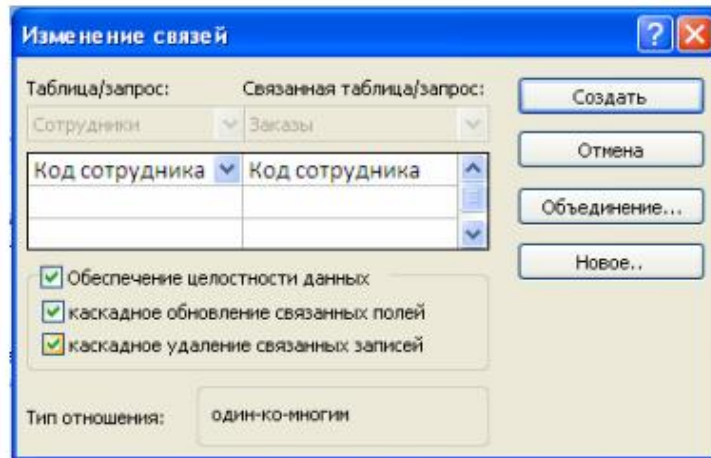 Изменение связей
Таблица/запрос: Связанная таблица/запрос:
Создать
Сотрудники Заказы
Отмена
Код сотрудника Код сотрудника
Объединение...
Новое..
Обеспечение целостности данных
каскадное обновление связанных полей
каскадное удаление связанных записей
Тип отношения: один-ко-многим